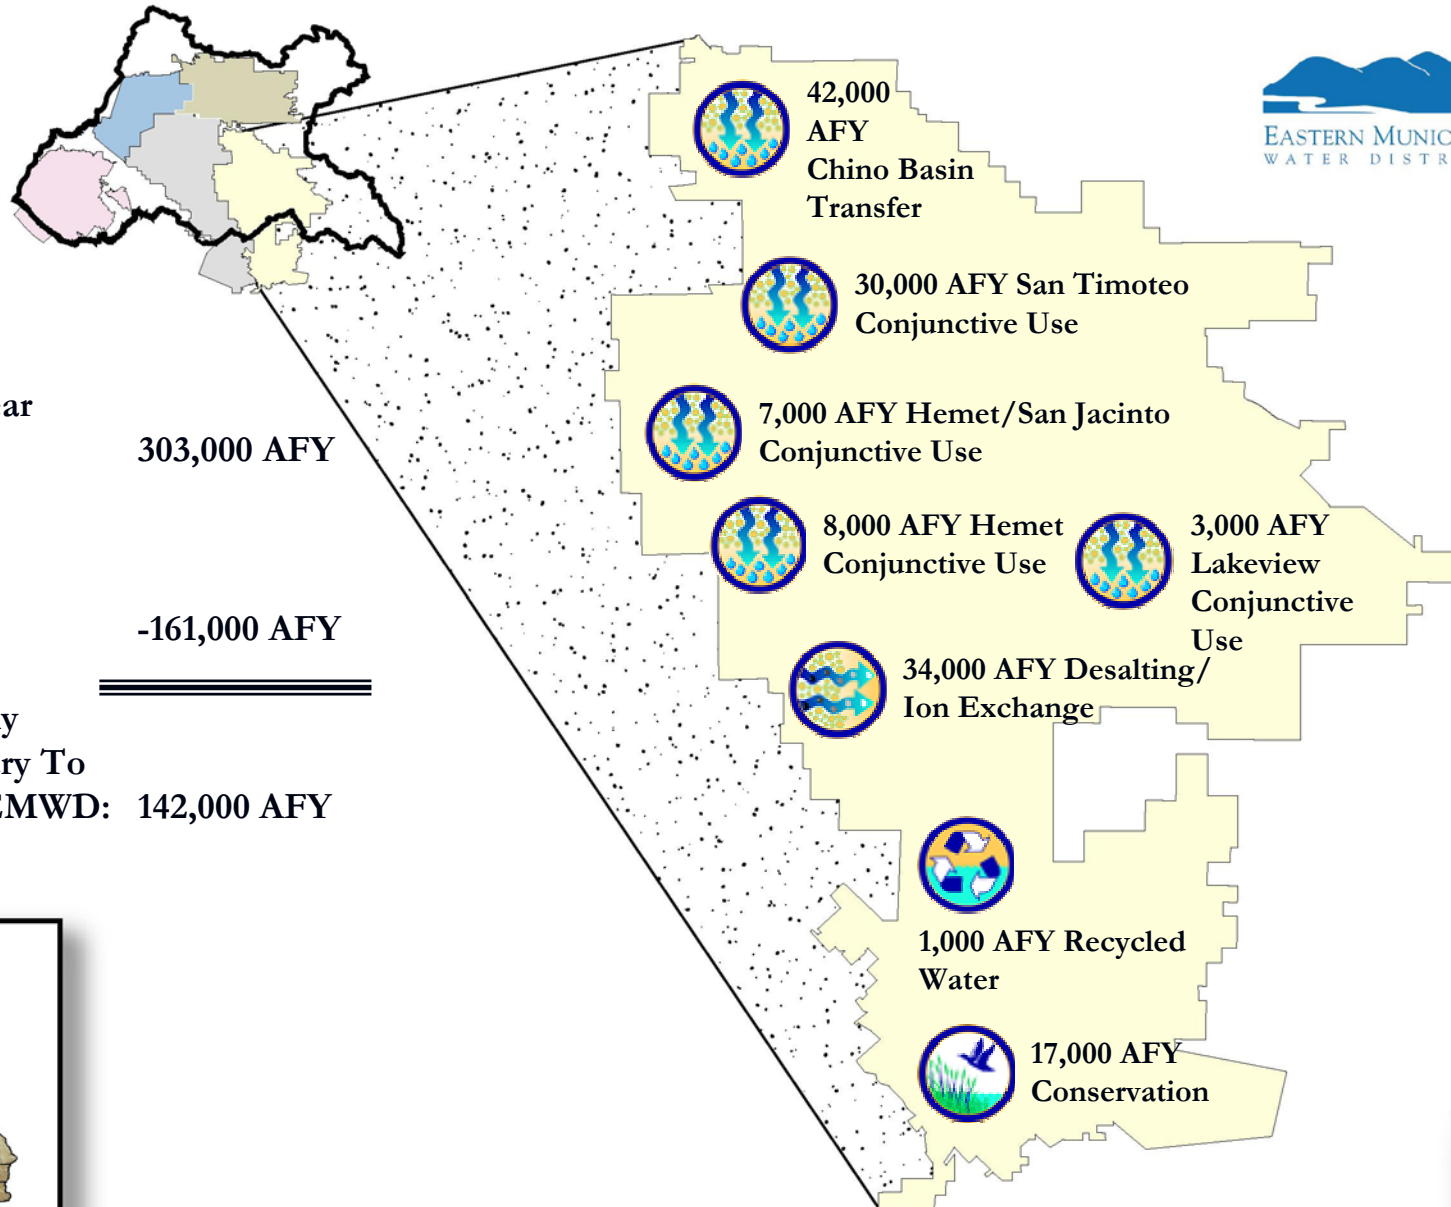 EASTERN MUNIC
WATER DISTR
42,000
AFY
Chino Basin
Transfer
30,000 AFY San Timoteo
Conjunctive Use
7,000 AFY Hemet/San Jacinto
Conjunctive Use
8,000 AFY Hemet
Conjunctive Use
3,000 AFY
Lakeview
Conjunctive
Use
34,000 AFY Desalting/
Ion Exchange
1,000 AFY Recycled
Water
17,000 AFY
Conservation
ar
303,000 AFY
-161,000 AFY
ry To
EMWD: 142,000 AFY